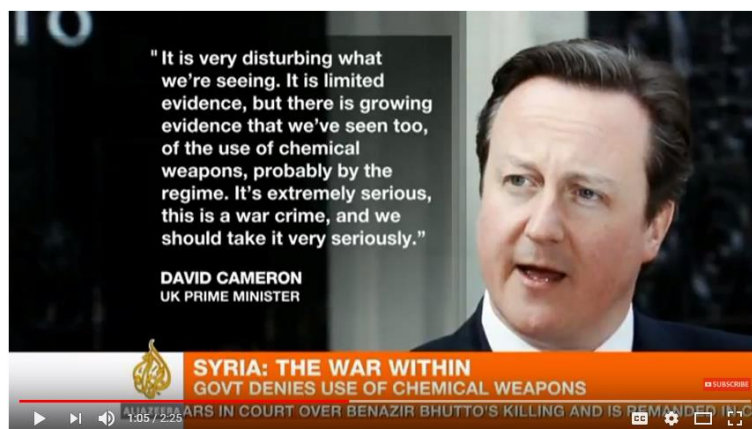 10
" It is very disturbing what
we're seeing. It is limited
evidence, but there is growing
evidence that we've seen too,
of the use of chemical
weapons, probably by the
regime. It's extremely serious,
this is a war crime, and we
should take it very seriously."
DAVID CAMERON
UK PRIME MINISTER
SYRIA: THE WAR WITHIN
GOVT DENIES USE OF CHEMICAL WEAPONS
SUBSCRIBE
ALJAZEERA ARS IN COURT OVER BENAZIR BHUTTO'S KILLING AND IS REMANDED IN C
1:05 / 2:25
CC